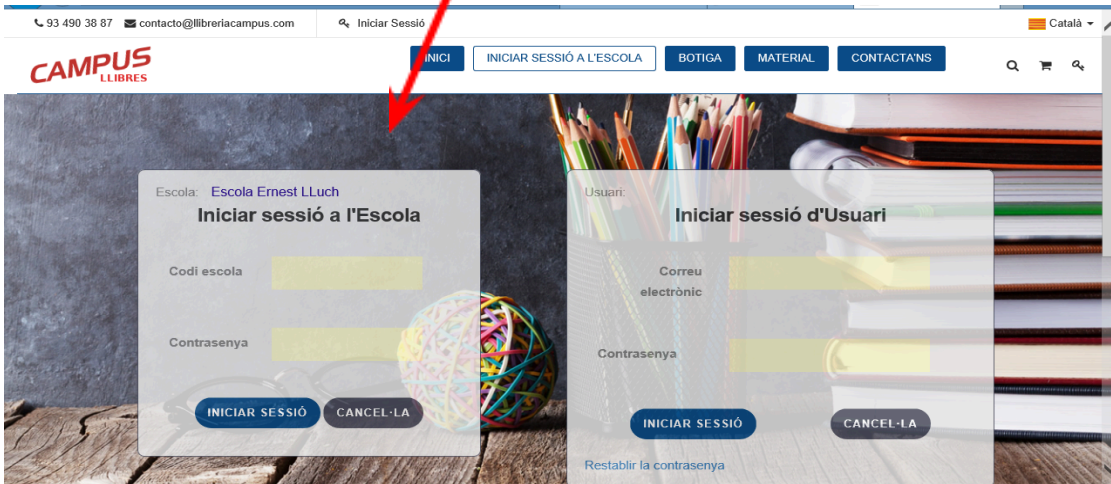 93 490 38 87 contacto@llibreriacampus.com Iniciar Sessió Català
CAMPUS
LLIBRES
INICI INICIAR SESSIÓ A L'ESCOLA BOTIGA MATERIAL CONTACTA'NS
Escola: Escola Ernest LLuch
Iniciar sessió a l'Escola
Codi escola
Contrasenya
INICIAR SESSIÓ CANCEL·LA
Usuari:
Iniciar sessió d'Usuari
Correu
electrònic
Contrasenya
INICIAR SESSIÓ CANCEL·LA
Restablir la contrasenya